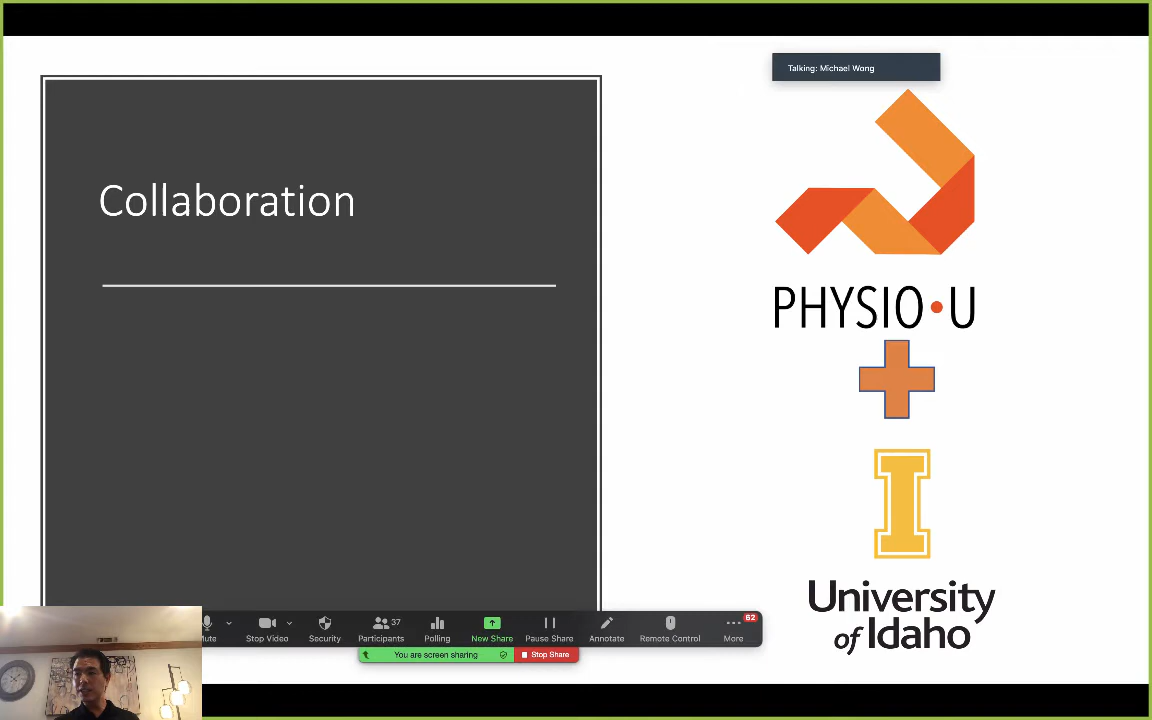 Talking: Michael Wong
Collaboration
PHYSIO•U
University
of Idaho
Mute
Stop Video
Security
Participants
37
Polling
New Share
Pause Share
Annotate
Remote Control
More
62
You are screen sharing
Stop Share